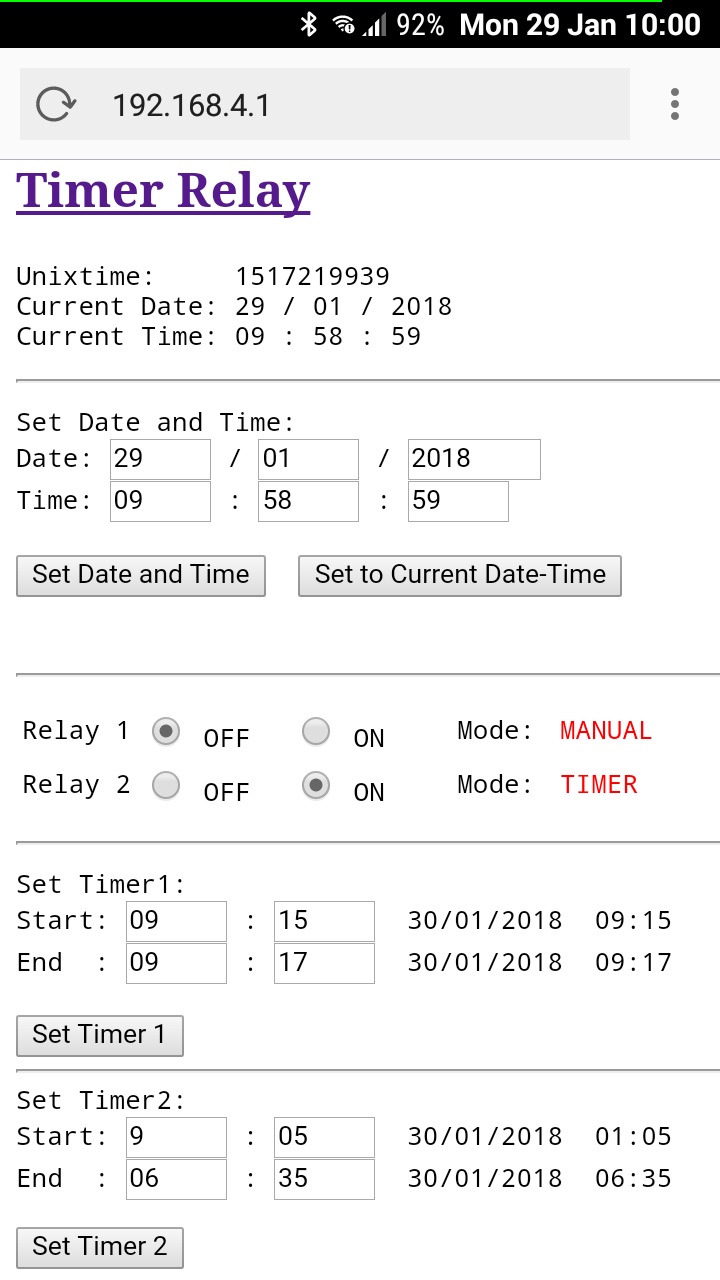 92% Mon 29 Jan 10:00
192.168.4.1
Timer Relay
Unixtime: 1517219939
Current Date: 29 / 01 / 2018
Current Time: 09 : 58 : 59
Set Date and Time:
Date: 29 / 01 / 2018
Time: 09 : 58 : 59
Set Date and Time Set to Current Date-Time
Relay 1 OFF ON Mode: MANUAL
Relay 2 OFF ON Mode: TIMER
Set Timer1:
Start: 09 : 15 30/01/2018 09:15
End : 09 : 17 30/01/2018 09:17
Set Timer 1
Set Timer2:
Start: 9 : 05 30/01/2018 01:05
End : 06 : 35 30/01/2018 06:35
Set Timer 2